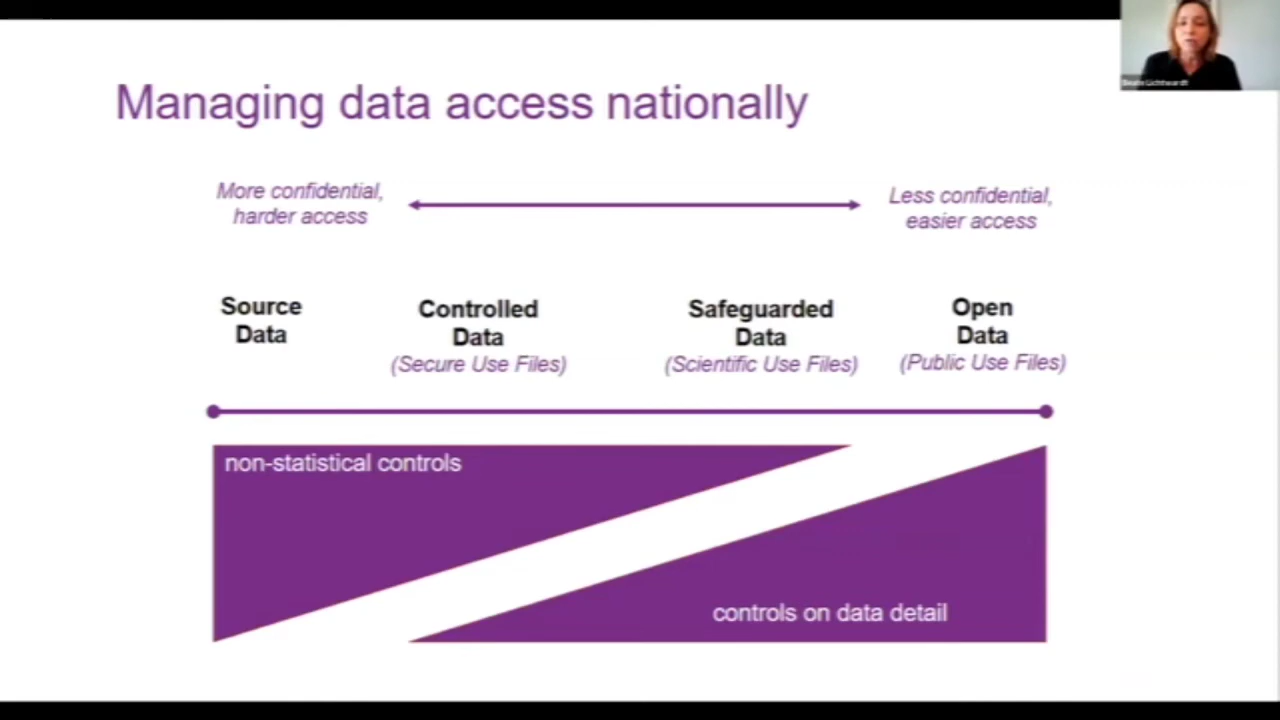 Managing data access nationally
More confidential,
harder access
Less confidential,
easier access
Source
Data
Controlled
Data
(Secure Use Files)
Safeguarded
Data
(Scientific Use Files)
Open
Data
(Public Use Files)
non-statistical controls
controls on data detail